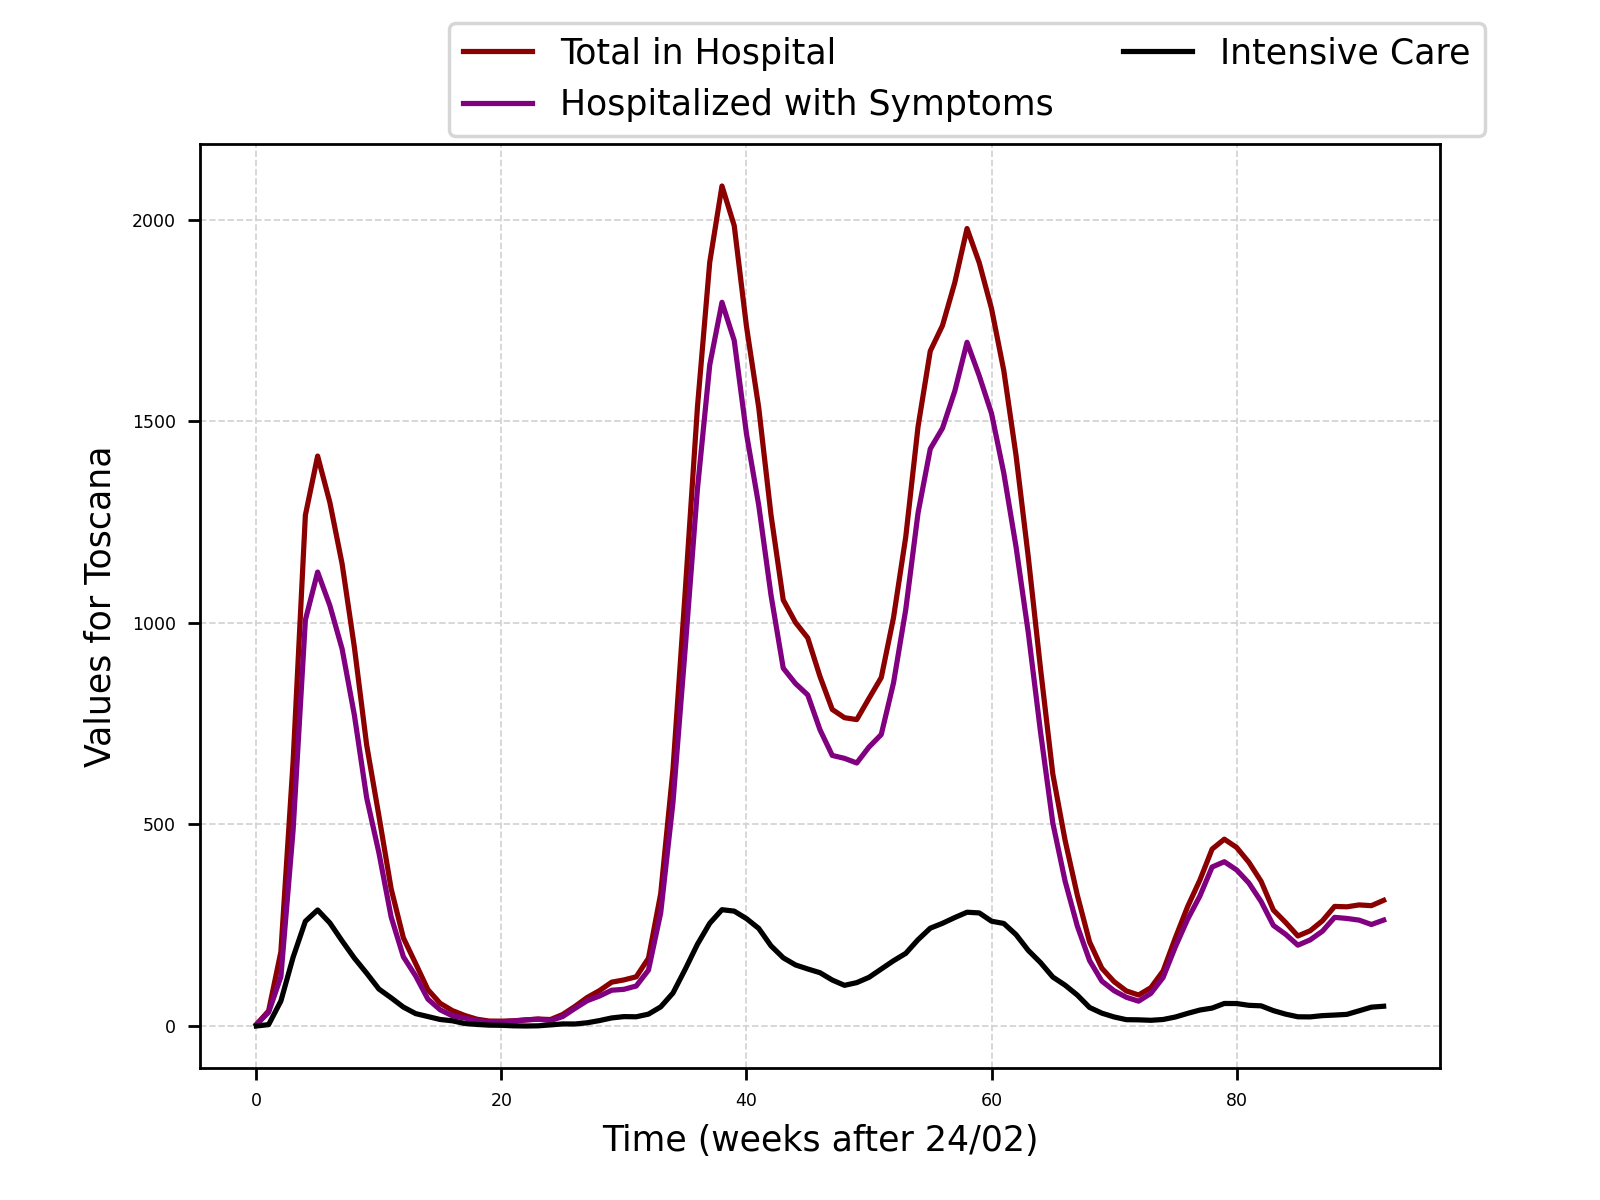 Total in Hospital
Hospitalized with Symptoms
Intensive Care
Values for Toscana
2000
1500
1000
500
0
0 20 40 60 80
Time (weeks after 24/02)